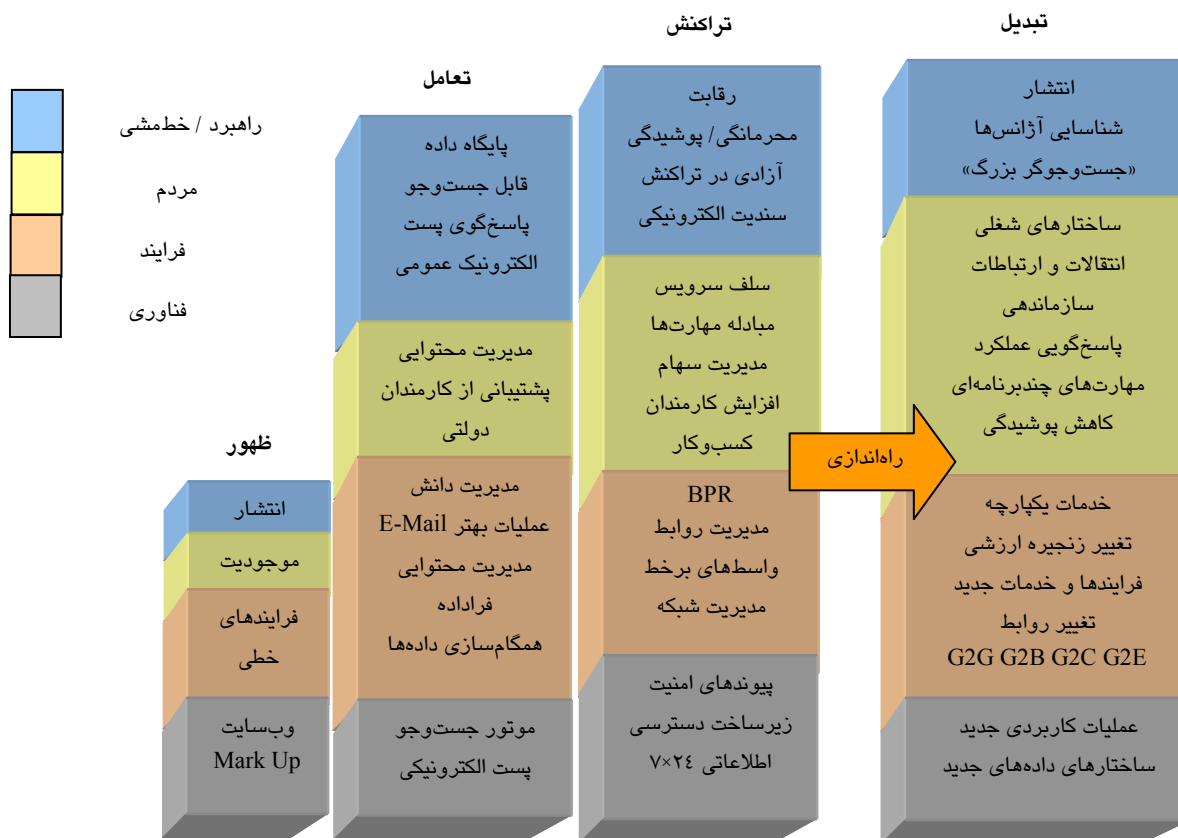 راهبرد / خط‌مشی
مردم
فرایند
فناوری
ظهور
انتشار
موجودیت
فرایندهای
خطی
وب‌سایت
Mark Up
تعامل
پایگاه داده
قابل جست‌وجو
پاسخ‌گوی پست
الکترونیک عمومی
مدیریت محتوایی
پشتیبانی از کارمندان
دولتی
مدیریت دانش
عملیات بهتر E-Mail
مدیریت محتوایی
فراداده
همگام‌سازی داده‌ها
موتور جست‌وجو
پست الکترونیکی
تراکنش
رقابت
محرمانگی/ پوشیدگی
آزادی در تراکنش
سندیت الکترونیکی
سلف سرویس
مبادله مهارت‌ها
مدیریت سهام
افزایش کارمندان
کسب‌وکار
BPR
مدیریت روابط
واسط‌های برخط
مدیریت شبکه
پیوندهای امنیت
زیرساخت دسترسی
اطلاعاتی ٢٤×٧
راه‌اندازی
تبدیل
انتشار
شناسایی آژانس‌ها
«جست‌وجوگر بزرگ»
ساختارهای شغلی
انتقالات و ارتباطات
سازماندهی
پاسخ‌گویی عملکرد
مهارت‌های چندبرنامه‌ای
کاهش پوشیدگی
خدمات یکپارچه
تغییر زنجیره ارزشی
فرایندها و خدمات جدید
تغییر روابط
G2G G2B G2C G2E
عملیات کاربردی جدید
ساختارهای داده‌های جدید